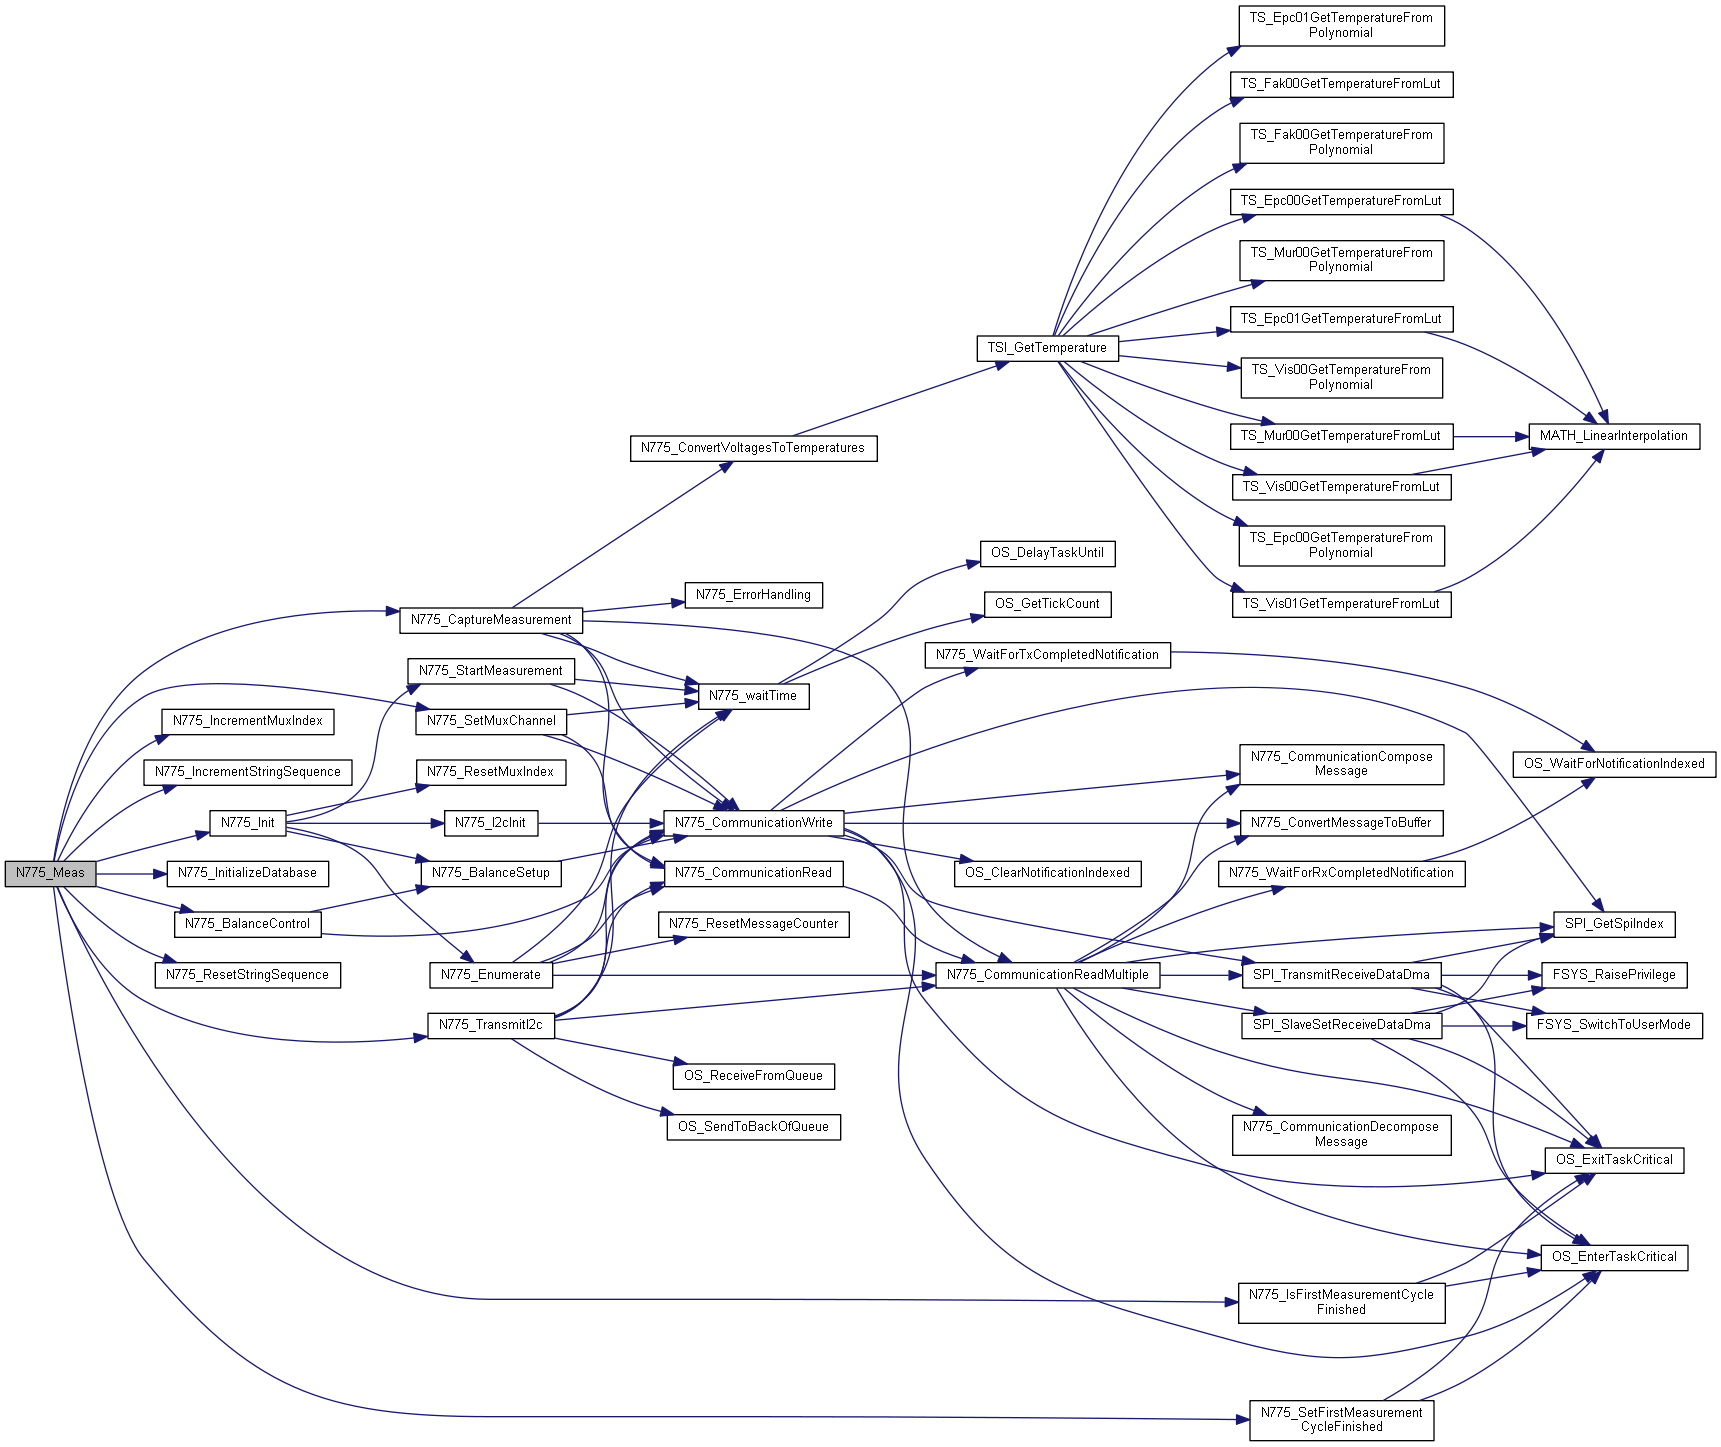 TS_Epc01GetTemperatureFrom
Polynomial
TS_Fak00GetTemperatureFromLut
TS_Fak00GetTemperatureFrom
Polynomial
TS_Epc00GetTemperatureFromLut
TS_Mur00GetTemperatureFrom
Polynomial
TS_Epc01GetTemperatureFromLut
TSI_GetTemperature
TS_Vis00GetTemperatureFrom
Polynomial
TS_Mur00GetTemperatureFromLut
MATH_LinearInterpolation
N775_ConvertVoltagesToTemperatures
TS_Vis00GetTemperatureFromLut
TS_Epc00GetTemperatureFrom
Polynomial
OS_DelayTaskUntil
N775_ErrorHandling
OS_GetTickCount
TS_Vis01GetTemperatureFromLut
N775_CaptureMeasurement
N775_WaitForTxCompletedNotification
N775_StartMeasurement
N775_waitTime
N775_IncrementMuxIndex
N775_SetMuxChannel
N775_CommunicationCompose
Message
OS_WaitForNotificationIndexed
N775_IncrementStringSequence
N775_ResetMuxIndex
N775_Init
N775_I2cInit
N775_CommunicationWrite
N775_ConvertMessageToBuffer
N775_Meas
N775_InitializeDatabase
N775_BalanceSetup
N775_CommunicationRead
OS_ClearNotificationIndexed
N775_WaitForRxCompletedNotification
N775_BalanceControl
N775_ResetMessageCounter
SPI_GetSpiIndex
N775_ResetStringSequence
N775_Enumerate
N775_CommunicationReadMultiple
SPI_TransmitReceiveDataDma
FSYS_RaisePrivilege
N775_TransmitI2c
SPI_SlaveSetReceiveDataDma
FSYS_SwitchToUserMode
OS_ReceiveFromQueue
OS_SendToBackOfQueue
N775_CommunicationDecompose
Message
OS_ExitTaskCritical
OS_EnterTaskCritical
N775_IsFirstMeasurementCycle
Finished
N775_SetFirstMeasurement
CycleFinished